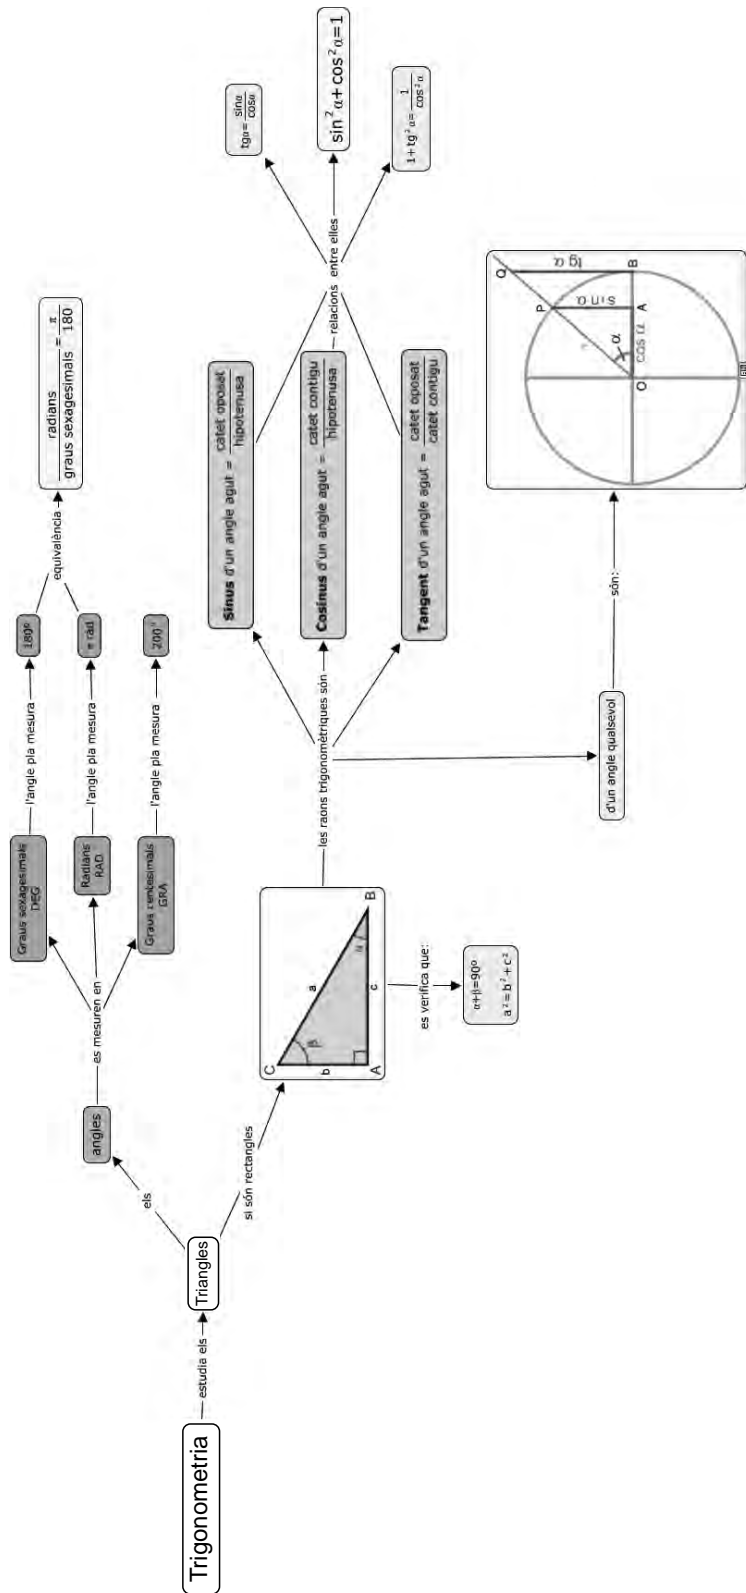 Trigonometria
estudia els
Triangles
els
angles
es mesuren en
Graus sexagesimals
DEG
l'angle pla mesura
180º
Radians
RAD
l'angle pla mesura
π rad
equivalència
radians
graus sexagesimals
=
π
180
Graus centesimals
GRA
l'angle pla mesura
200
si són rectangles
C
β
a
b
α
A
c
B
es verifica que:
α+β=90º
a²=b²+c²
les raons trigonomètriques són
Sinus d'un angle agut = catet oposat
hipotenusa
Cosinus d'un angle agut = catet contigu
hipotenusa
Tangent d'un angle agut = catet oposat
catet contigu
relacions entre elles
tgα= sinα
cosα
sin²α+cos²α=1
1+tg²α= 1
cos²α
d'un angle qualsevol
són:
Q
P
tg α
sin α
r
α
O
cos α
A
B